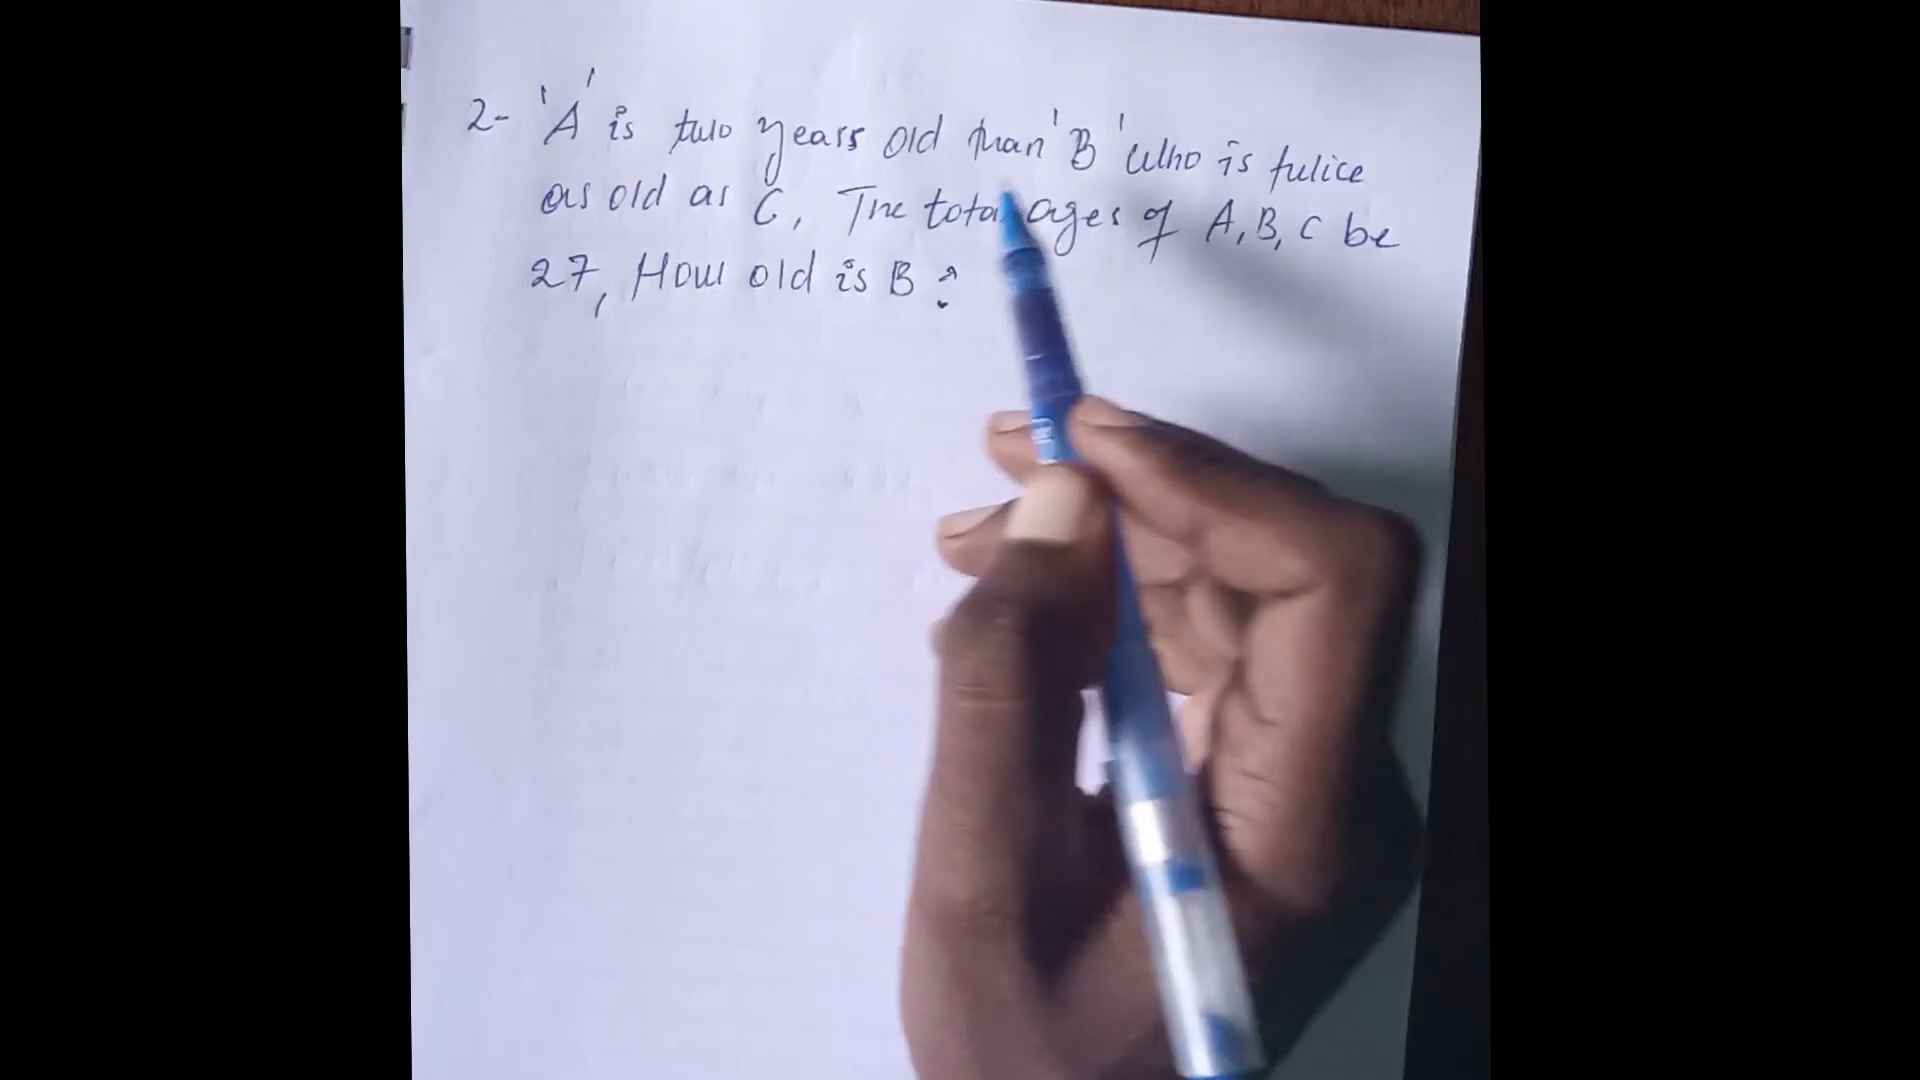 2- 'A' is two years old than 'B' who is twice
as old as C, The total ages of A, B, C be
27, How old is B?